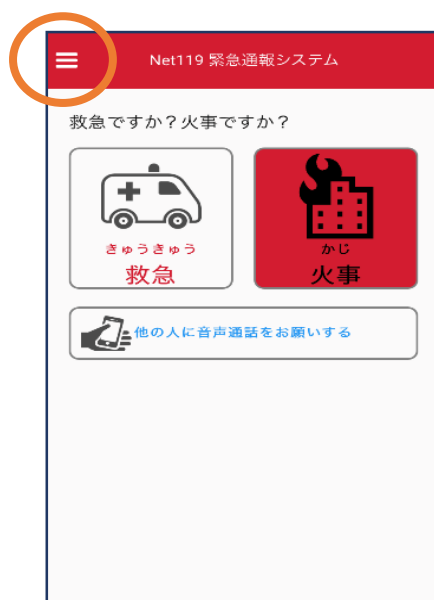 Net119 緊急通報システム
救急ですか？火事ですか？
きゅうきゅう
救急
かじ
火事
他の人に音声通話をお願いする